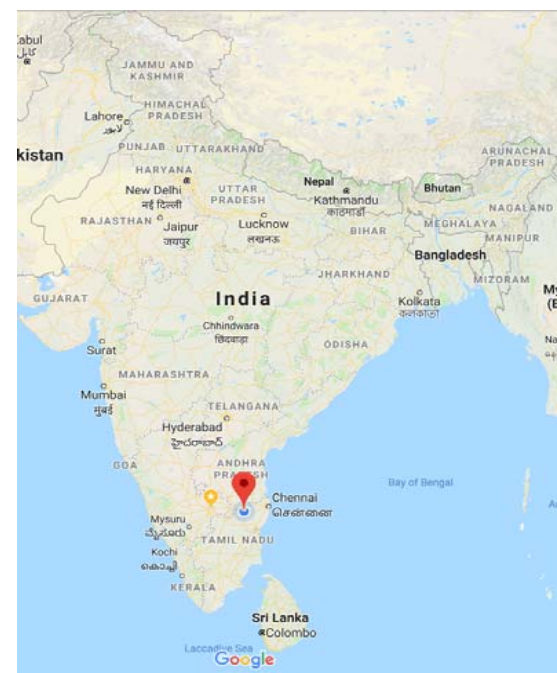 Kabul
JAMMU AND
KASHMIR
HIMACHAL
PRADESH
Lahore
لاہور
PUNJAB
UTTARAKHAND
kistan
ARUNACHAL
PRADESH
HARYANA
New Delhi
नई दिल्ली
UTTAR
PRADESH
Nepal
Kathmandu
काठमाडौँ
Bhutan
NAGALAND
RAJASTHAN
Jaipur
जयपुर
Lucknow
लखनऊ
BIHAR
MEGHALAYA
MANIPUR
Bangladesh
JHARKHAND
MIZORAM
GUJARAT
India
Kolkata
কলকাতা
My
(B
Chhindwara
छिंदवाड़ा
Na
Surat
ODISHA
MAHARASHTRA
Mumbai
मुंबई
TELANGANA
Hyderabad
హైదరాబాద్
GOA
ANDHRA
PRADESH
Bay of Bengal
Chennai
சென்னை
A
Mysuru
ಮೈಸೂರು
TAMIL NADU
Kochi
കൊച്ചി
KERALA
Sri Lanka
Colombo
Laccadive Sea
Google